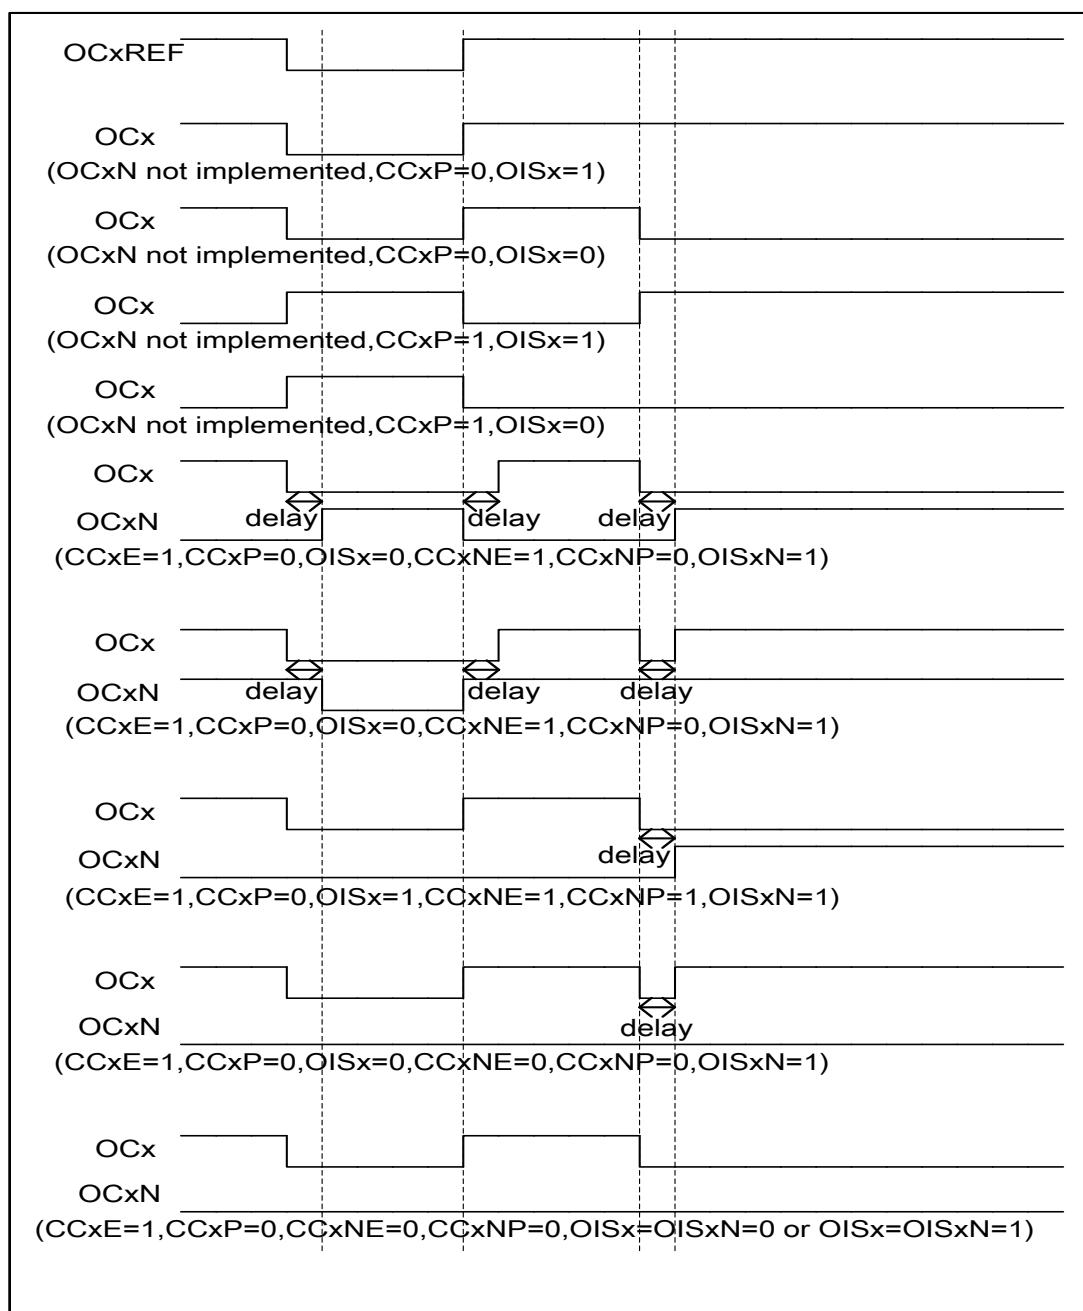 OCxREF
OCx
(OCxN not implemented,CCxP=0,OISx=1)
OCx
(OCxN not implemented,CCxP=0,OISx=0)
OCx
(OCxN not implemented,CCxP=1,OISx=1)
OCx
(OCxN not implemented,CCxP=1,OISx=0)
OCx
OCxN delay delay delay
(CCxE=1,CCxP=0,OISx=0,CCxNE=1,CCxNP=0,OISxN=1)
OCx
OCxN delay delay delay
(CCxE=1,CCxP=0,OISx=0,CCxNE=1,CCxNP=0,OISxN=1)
OCx
OCxN delay
(CCxE=1,CCxP=0,OISx=1,CCxNE=1,CCxNP=1,OISxN=1)
OCx
OCxN delay
(CCxE=1,CCxP=0,OISx=0,CCxNE=0,CCxNP=0,OISxN=1)
OCx
OCxN
(CCxE=1,CCxP=0,CCxNE=0,CCxNP=0,OISx=OISxN=0 or OISx=OISxN=1)